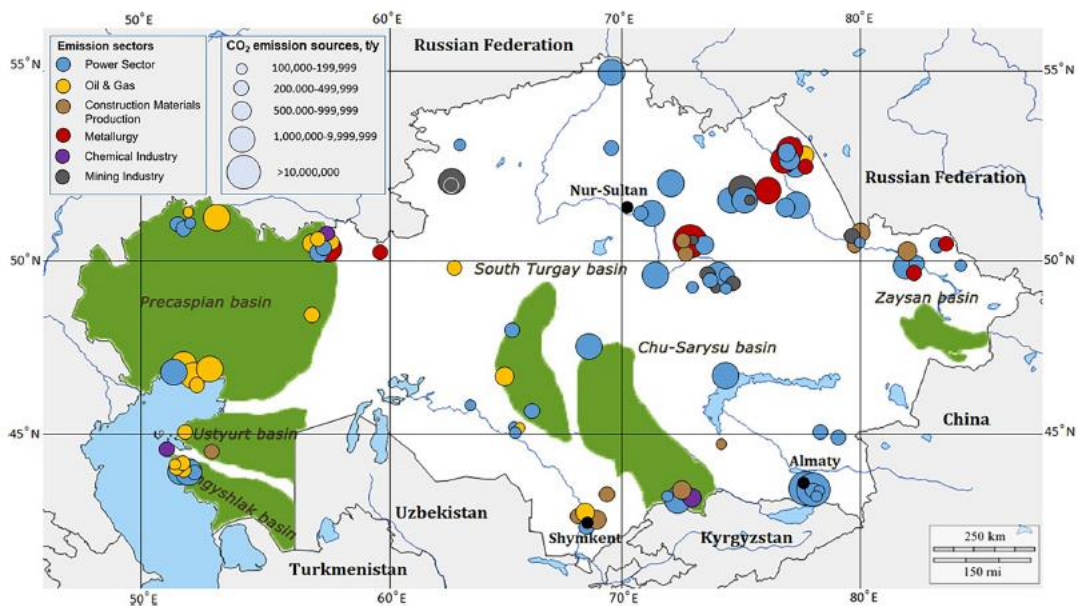 50°E
60°E
70°E
80°E
Emission sectors
Power Sector
Oil & Gas
Construction Materials
Production
Metallurgy
Chemical Industry
Mining Industry
CO₂ emission sources, t/y
100,000-199,999
200.000-499,999
500.000-999,999
1,000,000-9,999,999
>10,000,000
Russian Federation
55°N
55°N
Nur-Sultan
Russian Federation
50°N
50°N
South Turgay basin
Precaspian basin
Zaysan basin
Chu-Sarysu basin
China
45°N
45°N
Ustyurt basin
Almaty
ngyshlak basin
Uzbekistan
Shymkent
Kyrgyzstan
Turkmenistan
250 km
150 mi
50°E
60°E
70°E
80°E